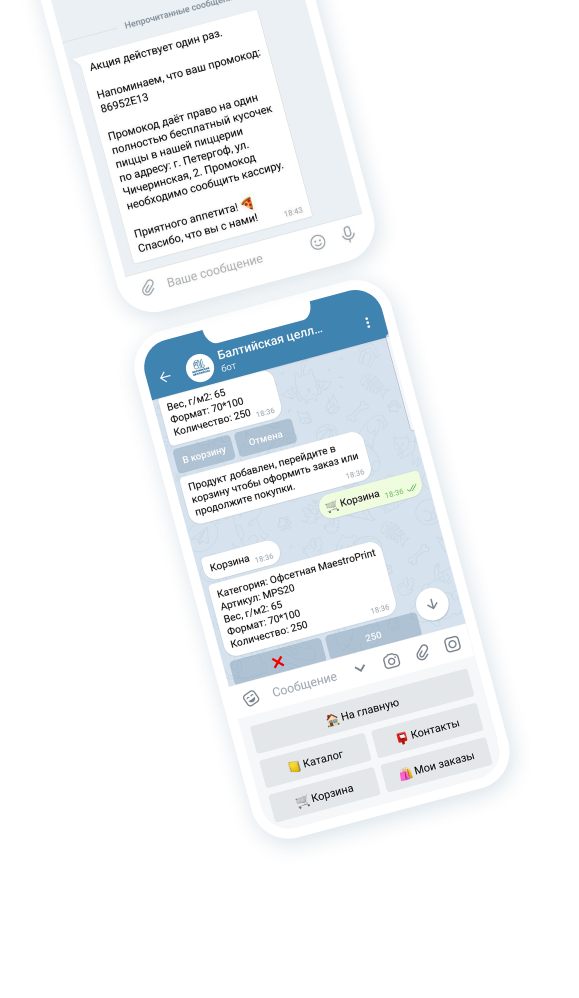 Непрочитанные сообщен
Акция действует один раз.
Напоминаем, что ваш промокод:
86952E13
Промокод даёт право на один
полностью бесплатный кусочек
пиццы в нашей пиццерии
по адресу: г. Петергоф, ул.
Чичеринская, 2. Промокод
необходимо сообщить кассиру.
Приятного аппетита! 🍕
Спасибо, что вы с нами!
18:43
Ваше сообщение
Балтийская целл...
бот
Вес, г/м2: 65
Формат: 70*100
Количество: 250 18:36
В корзину Отмена
Продукт добавлен, перейдите в
корзину чтобы оформить заказ или
продолжите покупки.
18:36
🛒Корзина 18:36
Корзина 18:36
Категория: Офсетная MaestroPrint
Артикул: MPS20
Вес, г/м2: 65
Формат: 70*100
Количество: 250
18:36
❌ 250
Сообщение
🏠На главную
📒Каталог 📮Контакты
🛒Корзина 🛍Мои заказы